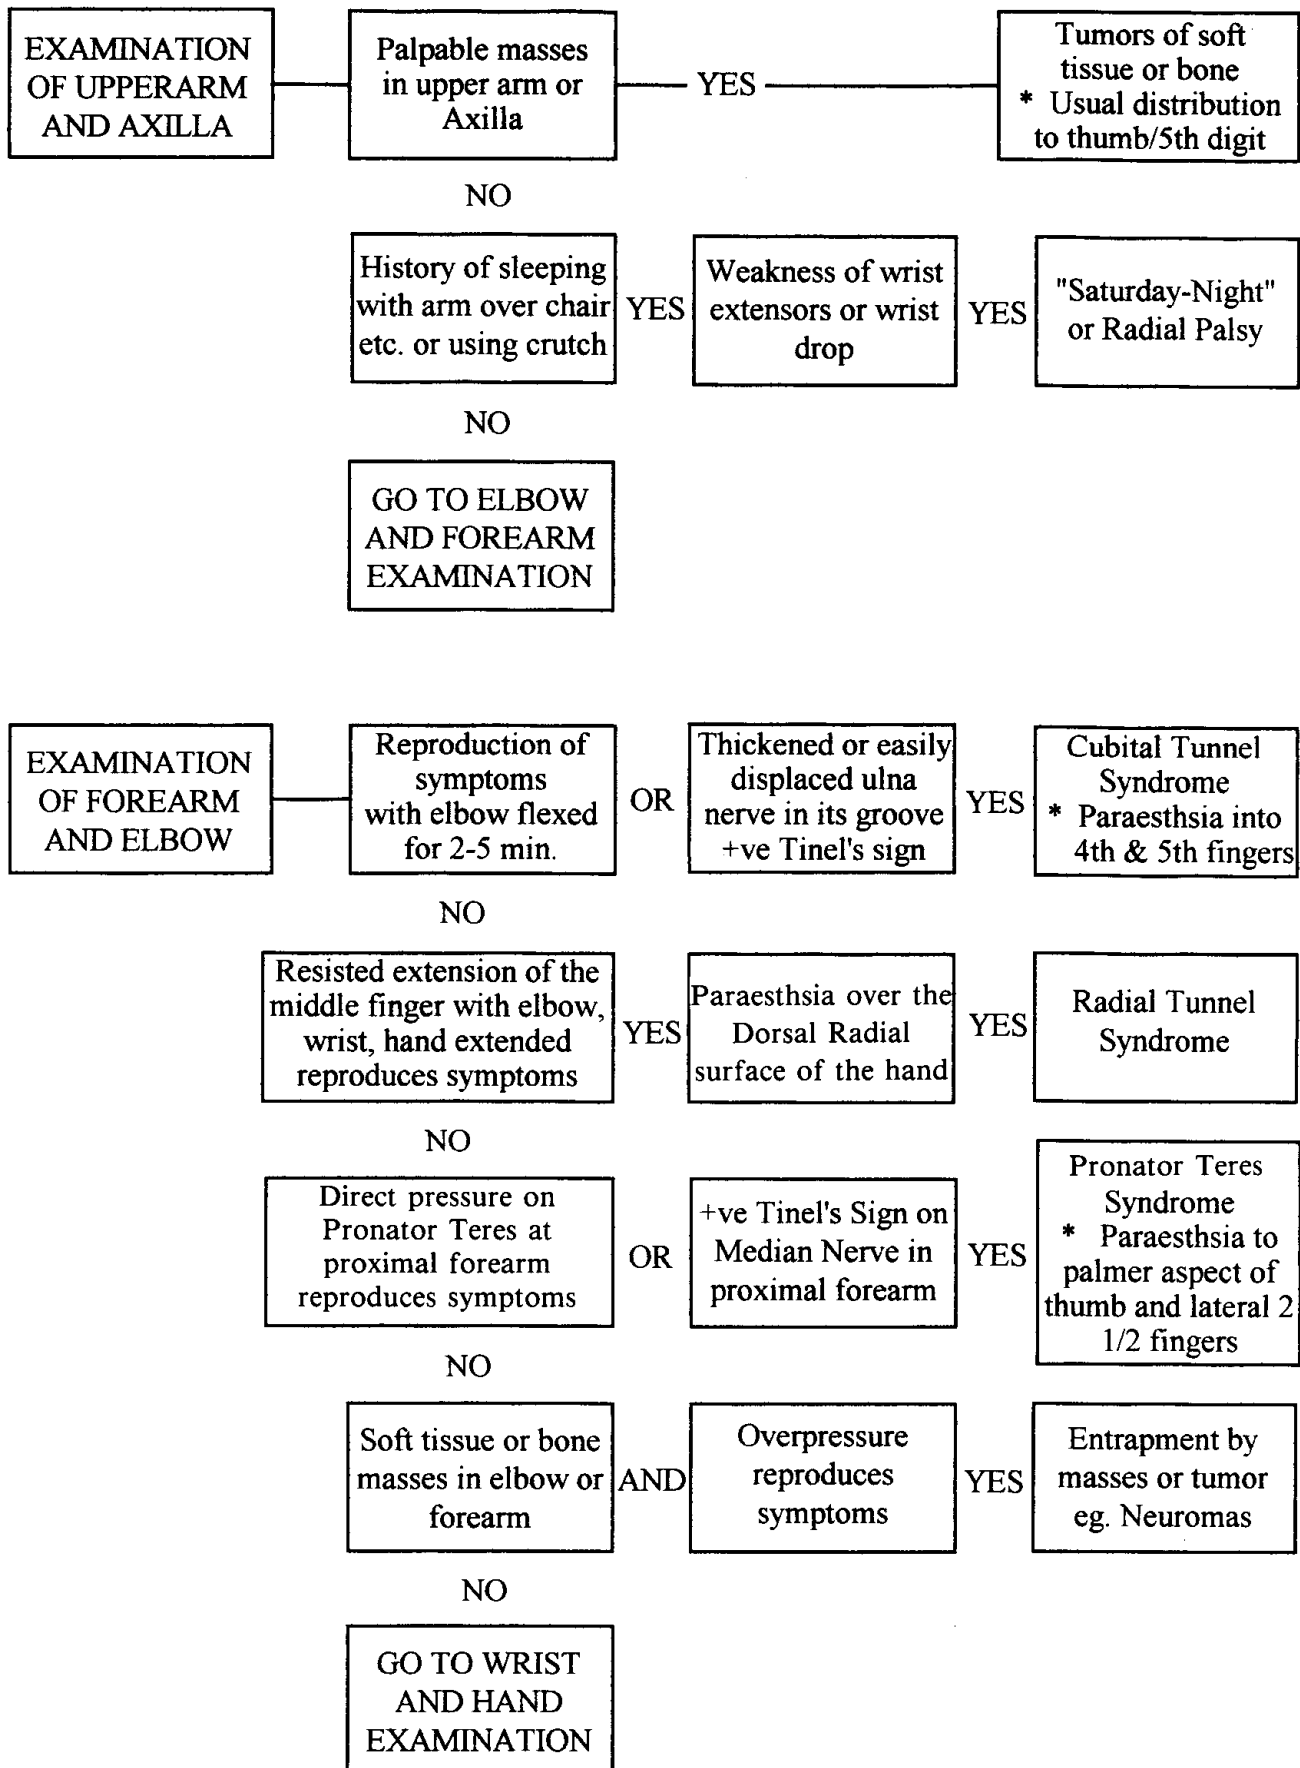 EXAMINATION
OF UPPERARM
AND AXILLA
Palpable masses
in upper arm or
Axilla
YES
Tumors of soft
tissue or bone
* Usual distribution
to thumb/5th digit
NO
History of sleeping
with arm over chair
etc. or using crutch
YES
Weakness of wrist
extensors or wrist
drop
YES
"Saturday-Night"
or Radial Palsy
NO
GO TO ELBOW
AND FOREARM
EXAMINATION
EXAMINATION
OF FOREARM
AND ELBOW
Reproduction of
symptoms
with elbow flexed
for 2-5 min.
OR
Thickened or easily
displaced ulna
nerve in its groove
+ve Tinel's sign
YES
Cubital Tunnel
Syndrome
* Paraesthsia into
4th & 5th fingers
NO
Resisted extension of the
middle finger with elbow,
wrist, hand extended
reproduces symptoms
YES
Paraesthsia over the
Dorsal Radial
surface of the hand
YES
Radial Tunnel
Syndrome
NO
Direct pressure on
Pronator Teres at
proximal forearm
reproduces symptoms
OR
+ve Tinel's Sign on
Median Nerve in
proximal forearm
YES
Pronator Teres
Syndrome
* Paraesthsia to
palmer aspect of
thumb and lateral 2
1/2 fingers
NO
Soft tissue or bone
masses in elbow or
forearm
AND
Overpressure
reproduces
symptoms
YES
Entrapment by
masses or tumor
eg. Neuromas
NO
GO TO WRIST
AND HAND
EXAMINATION